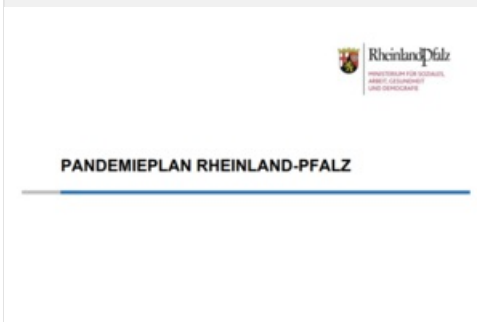 RheinlandPfalz
MINISTERIUM FÜR SOZIALES,
ARBEIT, GESUNDHEIT
UND DEMOGRAFIE
PANDEMIEPLAN RHEINLAND-PFALZ